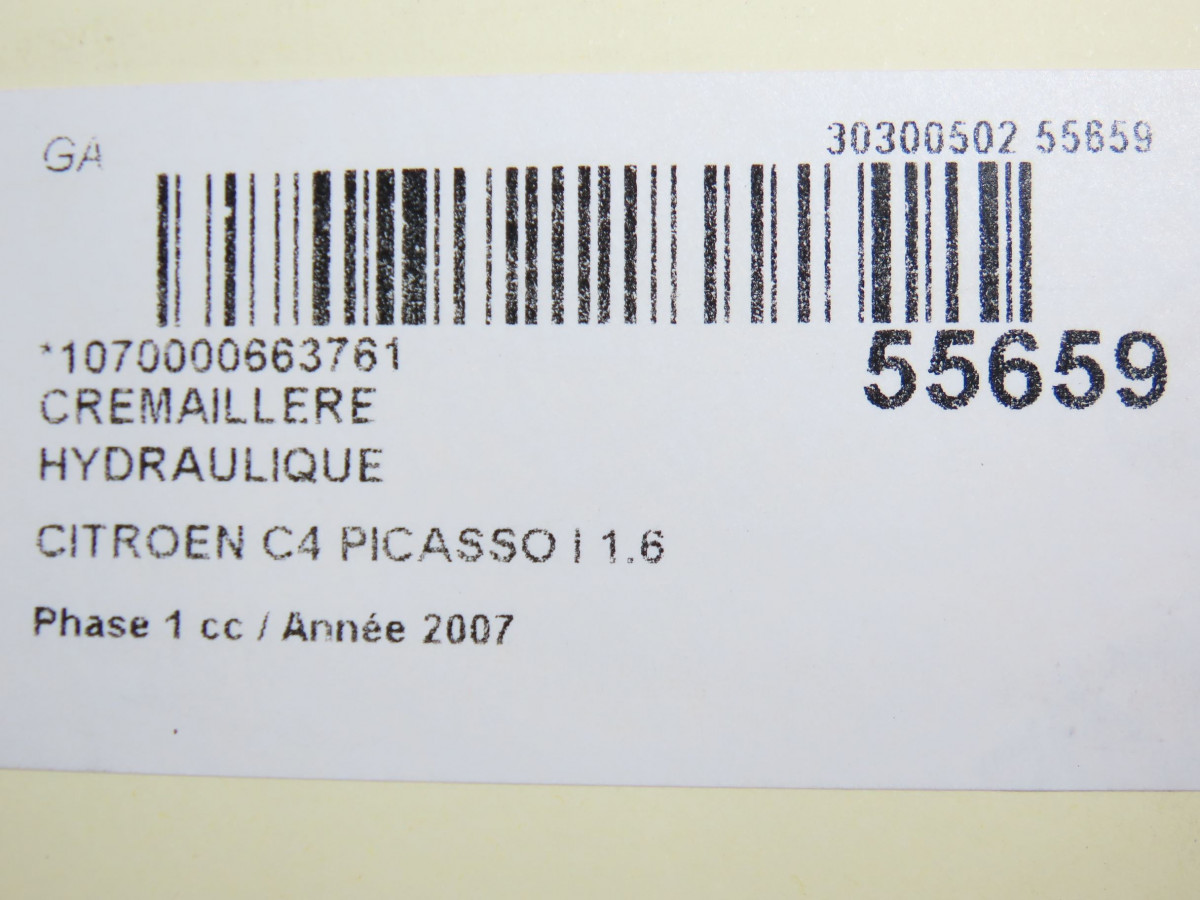 GA
30300502 55659
*1070000663761
55659
CREMAILLERE
HYDRAULIQUE
CITROEN C4 PICASSO I 1.6
Phase 1 cc / Année 2007